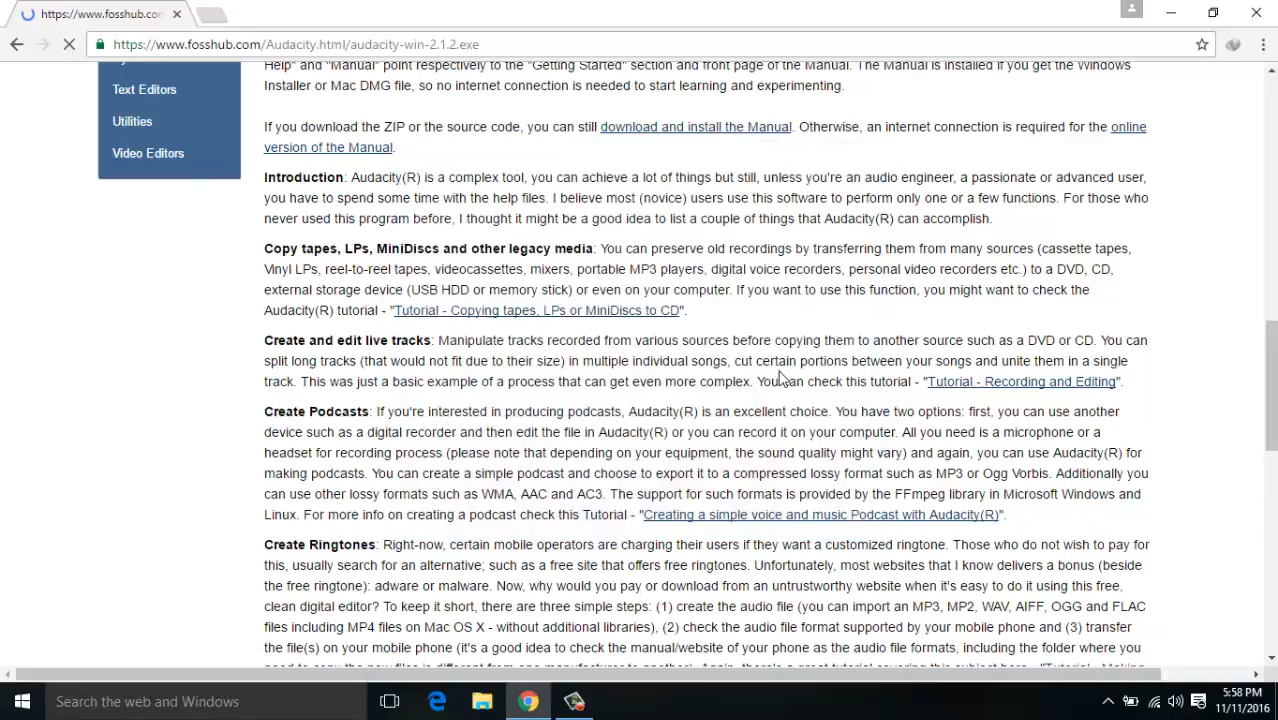 https://www.fosshub.com
https://www.fosshub.com/Audacity.html/audacity-win-2.1.2.exe
Text Editors
Utilities
Video Editors
Help" and "Manual" point respectively to the "Getting Started" section and front page of the Manual. The Manual is installed if you get the Windows
Installer or Mac DMG file, so no internet connection is needed to start learning and experimenting.
If you download the ZIP or the source code, you can still download and install the Manual. Otherwise, an internet connection is required for the online
version of the Manual.
Introduction: Audacity(R) is a complex tool, you can achieve a lot of things but still, unless you're an audio engineer, a passionate or advanced user,
you have to spend some time with the help files. I believe most (novice) users use this software to perform only one or a few functions. For those who
never used this program before, I thought it might be a good idea to list a couple of things that Audacity(R) can accomplish.
Copy tapes, LPs, MiniDiscs and other legacy media: You can preserve old recordings by transferring them from many sources (cassette tapes,
Vinyl LPs, reel-to-reel tapes, videocassettes, mixers, portable MP3 players, digital voice recorders, personal video recorders etc.) to a DVD, CD,
external storage device (USB HDD or memory stick) or even on your computer. If you want to use this function, you might want to check the
Audacity(R) tutorial - "Tutorial - Copying tapes, LPs or MiniDiscs to CD".
Create and edit live tracks: Manipulate tracks recorded from various sources before copying them to another source such as a DVD or CD. You can
split long tracks (that would not fit due to their size) in multiple individual songs, cut certain portions between your songs and unite them in a single
track. This was just a basic example of a process that can get even more complex. You can check this tutorial - "Tutorial - Recording and Editing".
Create Podcasts: If you're interested in producing podcasts, Audacity(R) is an excellent choice. You have two options: first, you can use another
device such as a digital recorder and then edit the file in Audacity(R) or you can record it on your computer. All you need is a microphone or a
headset for recording process (please note that depending on your equipment, the sound quality might vary) and again, you can use Audacity(R) for
making podcasts. You can create a simple podcast and choose to export it to a compressed lossy format such as MP3 or Ogg Vorbis. Additionally you
can use other lossy formats such as WMA, AAC and AC3. The support for such formats is provided by the FFmpeg library in Microsoft Windows and
Linux. For more info on creating a podcast check this Tutorial - "Creating a simple voice and music Podcast with Audacity(R)".
Create Ringtones: Right-now, certain mobile operators are charging their users if they want a customized ringtone. Those who do not wish to pay for
this, usually search for an alternative; such as a free site that offers free ringtones. Unfortunately, most websites that I know delivers a bonus (beside
the free ringtone): adware or malware. Now, why would you pay or download from an untrustworthy website when it's easy to do it using this free,
clean digital editor? To keep it short, there are three simple steps: (1) create the audio file (you can import an MP3, MP2, WAV, AIFF, OGG and FLAC
files including MP4 files on Mac OS X - without additional libraries), (2) check the audio file format supported by your mobile phone and (3) transfer
the file(s) on your mobile phone (it's a good idea to check the manual/website of your phone as the audio file formats, including the folder where you
need to copy the new files is different from one manufacturer to another). Again, there's a great tutorial covering this subject here - "Tutorial - Making
Search the web and Windows
5:58 PM
11/11/2016